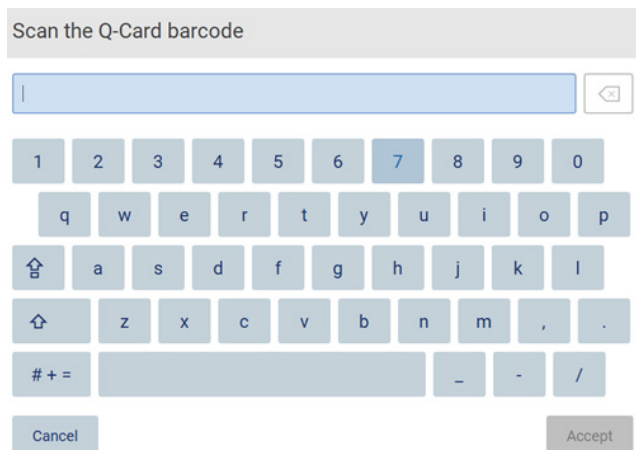 Scan the Q-Card barcode
1 2 3 4 5 6 7 8 9 0
q w e r t y u i o p
a s d f g h j k l
z x c v b n m , .
# + = _ - /
Cancel Accept